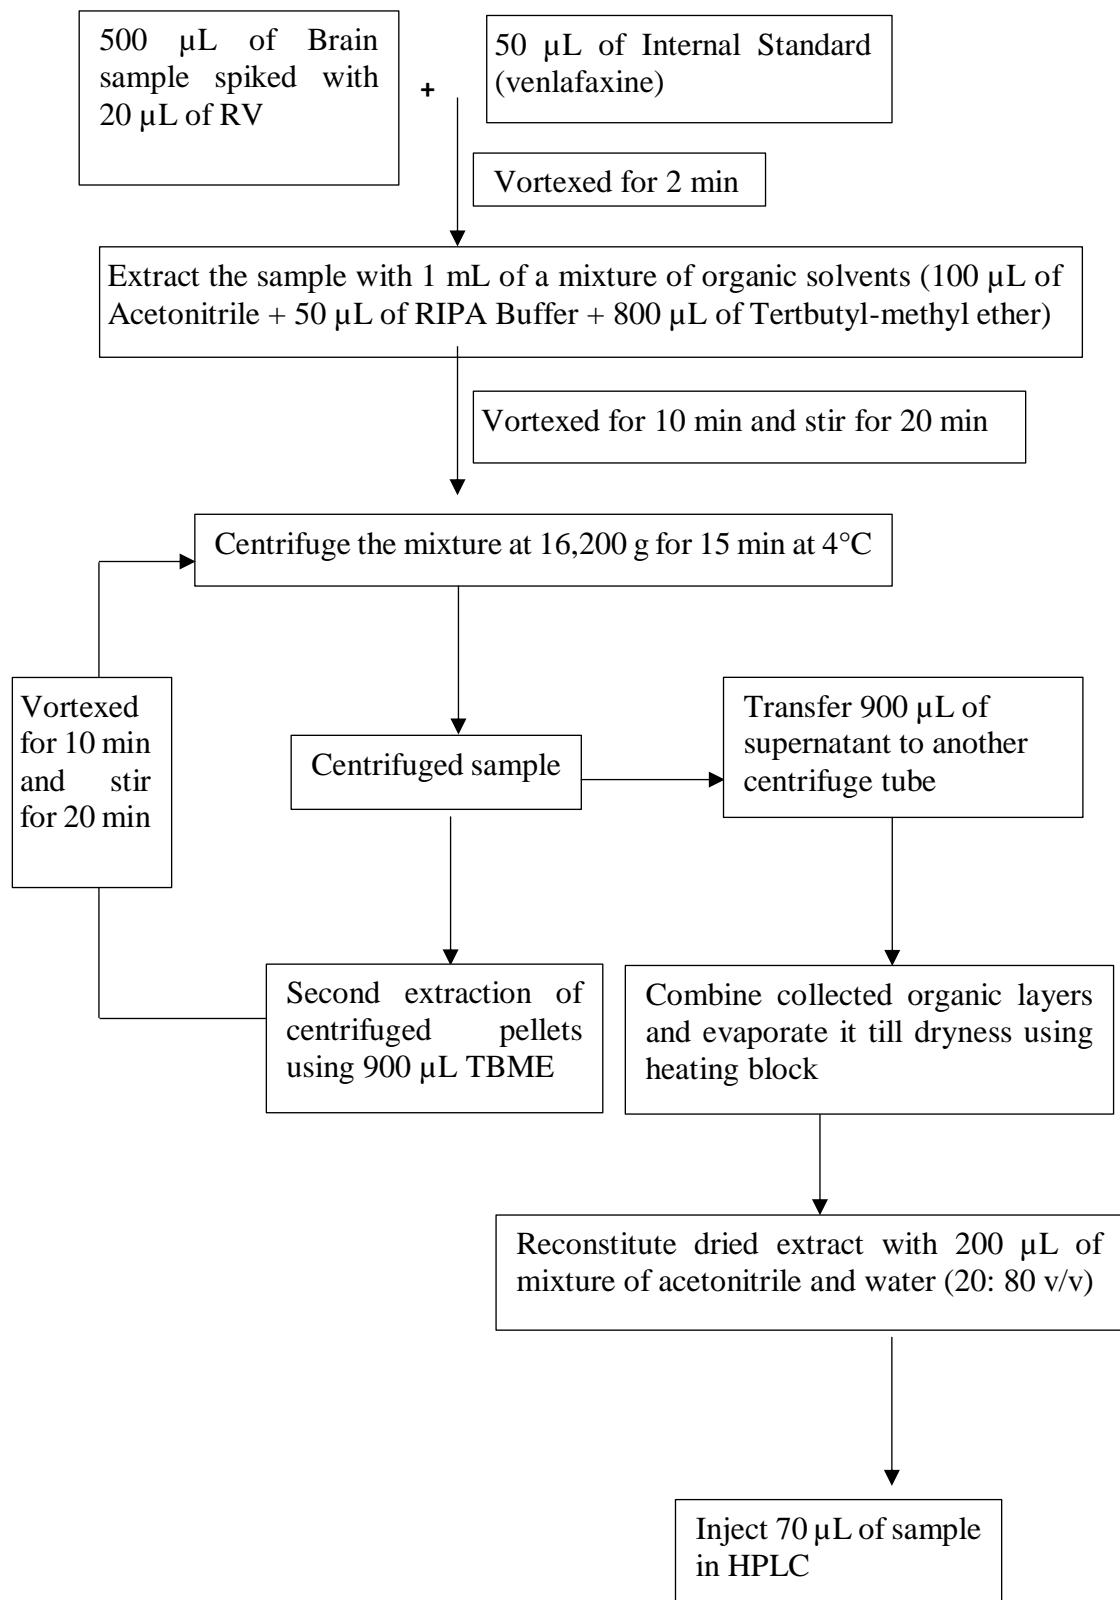 500 µL of Brain
sample spiked with
20 µL of RV
+
50 µL of Internal Standard
(venlafaxine)
Vortexed for 2 min
Extract the sample with 1 mL of a mixture of organic solvents (100 µL of
Acetonitrile + 50 µL of RIPA Buffer + 800 µL of Tertbutyl-methyl ether)
Vortexed for 10 min and stir for 20 min
Centrifuge the mixture at 16,200 g for 15 min at 4°C
Vortexed
for 10 min
and stir
for 20 min
Centrifuged sample
Transfer 900 µL of
supernatant to another
centrifuge tube
Second extraction of
centrifuged pellets
using 900 µL TBME
Combine collected organic layers
and evaporate it till dryness using
heating block
Reconstitute dried extract with 200 µL of
mixture of acetonitrile and water (20: 80 v/v)
Inject 70 µL of sample
in HPLC